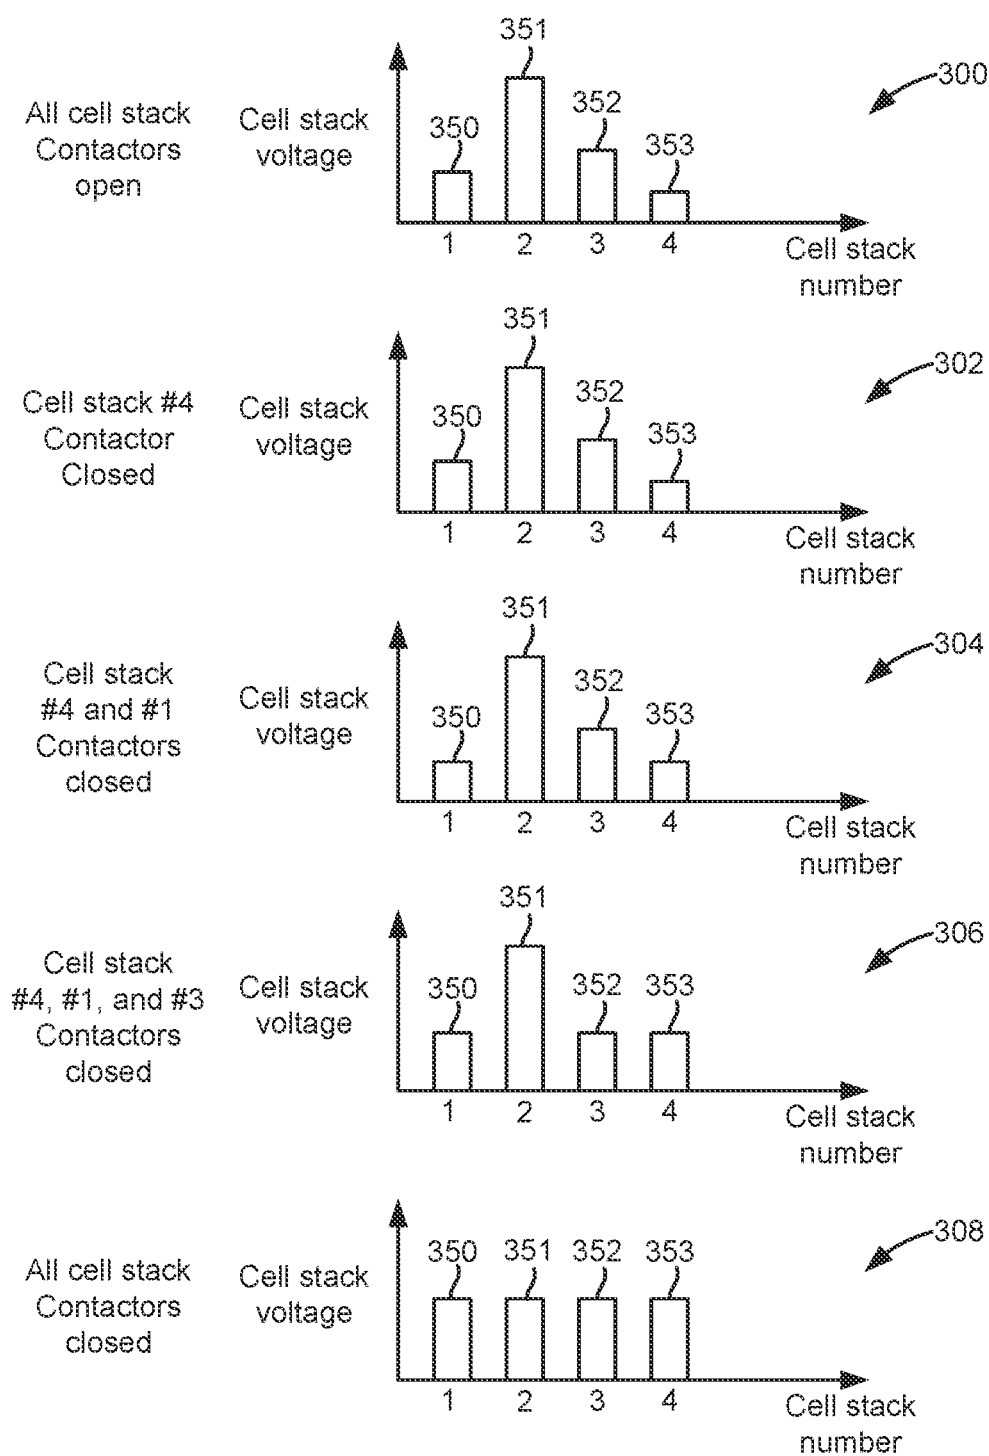 All cell stack
Contactors
open
Cell stack
voltage
350
351
352
353
300
1 2 3 4
Cell stack
number
Cell stack #4
Contactor
Closed
Cell stack
voltage
350
351
352
353
302
1 2 3 4
Cell stack
number
Cell stack
#4 and #1
Contactors
closed
Cell stack
voltage
350
351
352
353
304
1 2 3 4
Cell stack
number
Cell stack
#4, #1, and #3
Contactors
closed
Cell stack
voltage
350
351
352
353
306
1 2 3 4
Cell stack
number
All cell stack
Contactors
closed
Cell stack
voltage
350
351
352
353
308
1 2 3 4
Cell stack
number